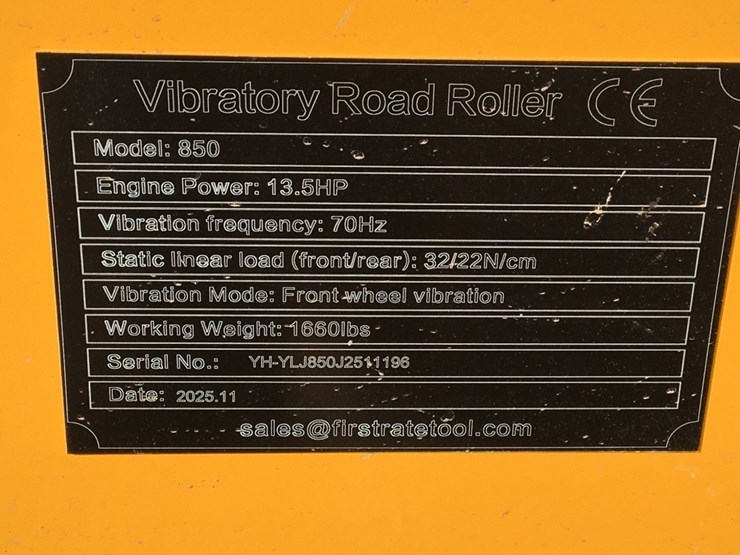 Vibratory Road Roller CE
Model: 850
Engine Power: 13.5HP
Vibration frequency: 70Hz
Static linear load (front/rear): 32/22N/cm
Vibration Mode: Front wheel vibration
Working Weight: 1660lbs
Serial No.: YH-YLJ850J2511196
Date: 2025.11
sales@firstratetool.com